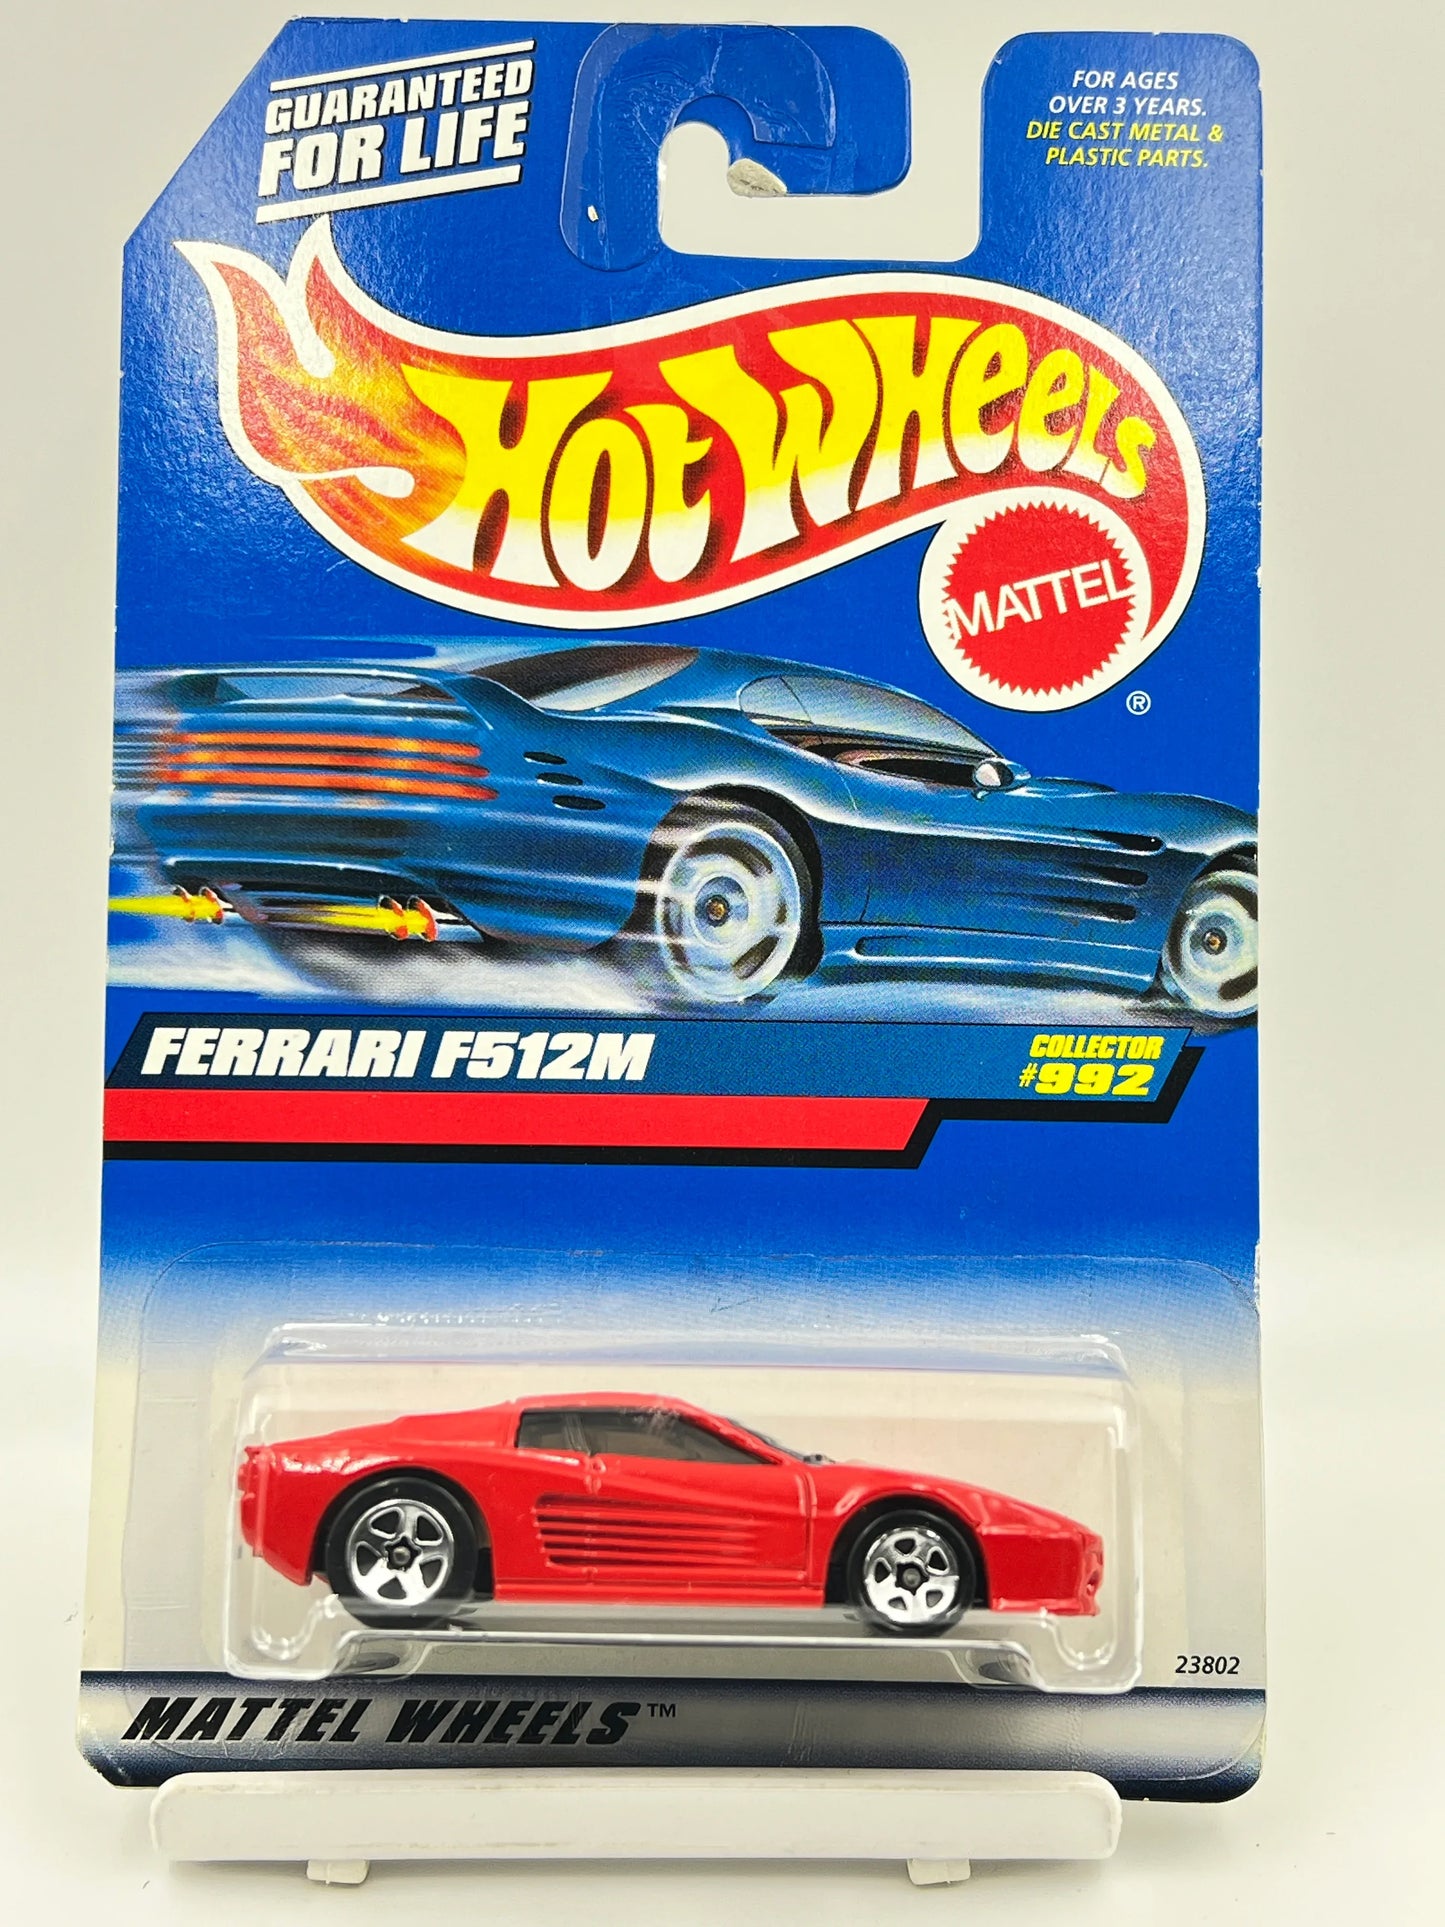 GUARANTEED
FOR LIFE
FOR AGES
OVER 3 YEARS.
DIE CAST METAL &
PLASTIC PARTS.
HOT WHEELS
MATTEL
®
FERRARI F512M
COLLECTOR
#992
23802
MATTEL WHEELS™